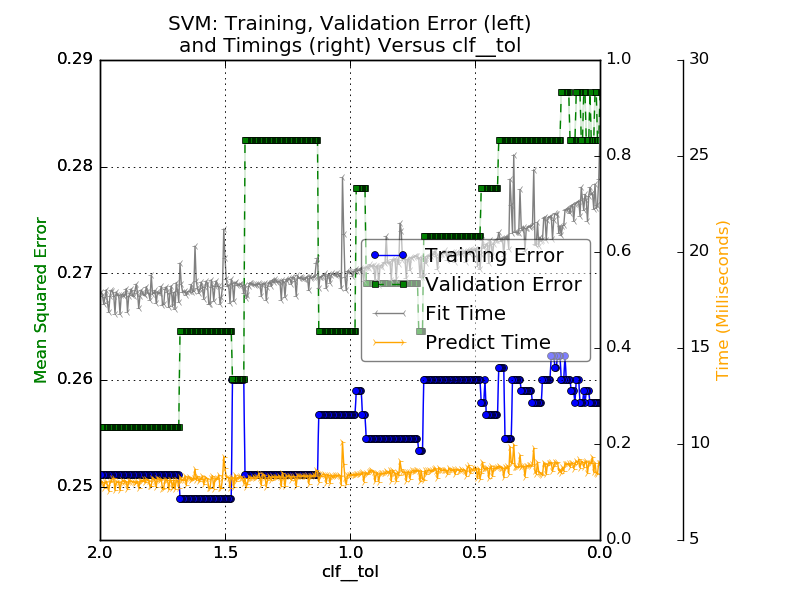 SVM: Training, Validation Error (left)
and Timings (right) Versus clf__tol
Mean Squared Error
0.29
0.28
0.27
0.26
0.25
2.0 1.5 1.0 0.5 0.0
clf__tol
Training Error
Validation Error
Fit Time
Predict Time
1.0
0.8
0.6
0.4
0.2
0.0
30
25
20
15
10
5
Time (Milliseconds)